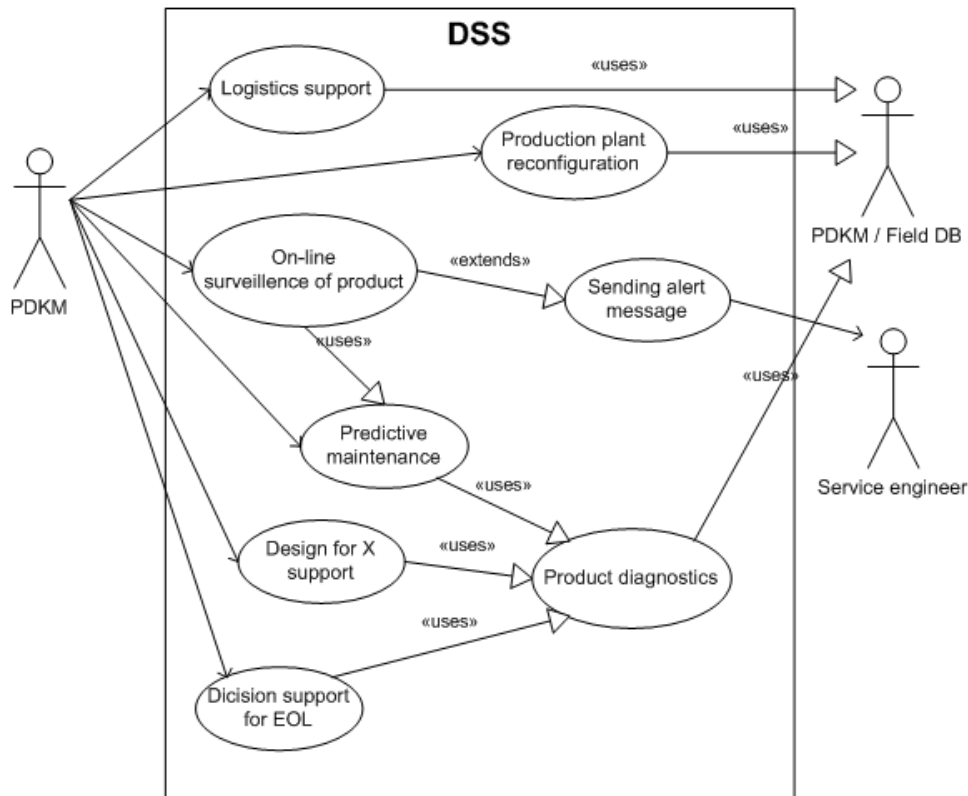 DSS
Logistics support
«uses»
Production plant
reconfiguration
«uses»
PDKM / Field DB
PDKM
On-line
surveillence of product
«extends»
Sending alert
message
«uses»
«uses»
Service engineer
Predictive
maintenance
«uses»
Design for X
support
«uses»
Product diagnostics
«uses»
Dicision support
for EOL